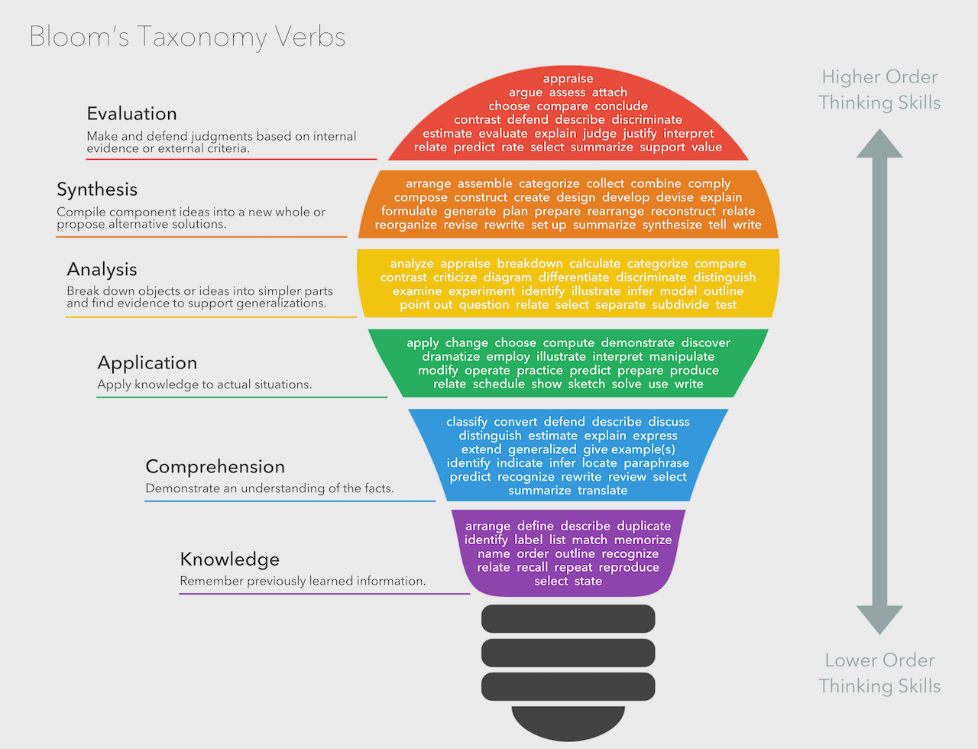 Bloom's Taxonomy Verbs
Higher Order
Thinking Skills
Evaluation
Make and defend judgments based on internal
evidence or external criteria.
appraise
argue assess attach
choose compare conclude
contrast defend describe discriminate
estimate evaluate explain judge justify interpret
relate predict rate select summarize support value
Synthesis
Compile component ideas into a new whole or
propose alternative solutions.
arrange assemble categorize collect combine comply
compose construct create design develop devise explain
formulate generate plan prepare rearrange reconstruct relate
reorganize revise rewrite set up summarize synthesize tell write
Analysis
Break down objects or ideas into simpler parts
and find evidence to support generalizations.
analyze appraise breakdown calculate categorize compare
contrast criticize diagram differentiate discriminate distinguish
examine experiment identify illustrate infer model outline
point out question relate select separate subdivide test
Application
Apply knowledge to actual situations.
apply change choose compute demonstrate discover
dramatize employ illustrate interpret manipulate
modify operate practice predict prepare produce
relate schedule show sketch solve use write
Comprehension
Demonstrate an understanding of the facts.
classify convert defend describe discuss
distinguish estimate explain express
extend generalized give example(s)
identify indicate infer locate paraphrase
predict recognize rewrite review select
summarize translate
Knowledge
Remember previously learned information.
arrange define describe duplicate
identify label list match memorize
name order outline recognize
relate recall repeat reproduce
select state
Lower Order
Thinking Skills